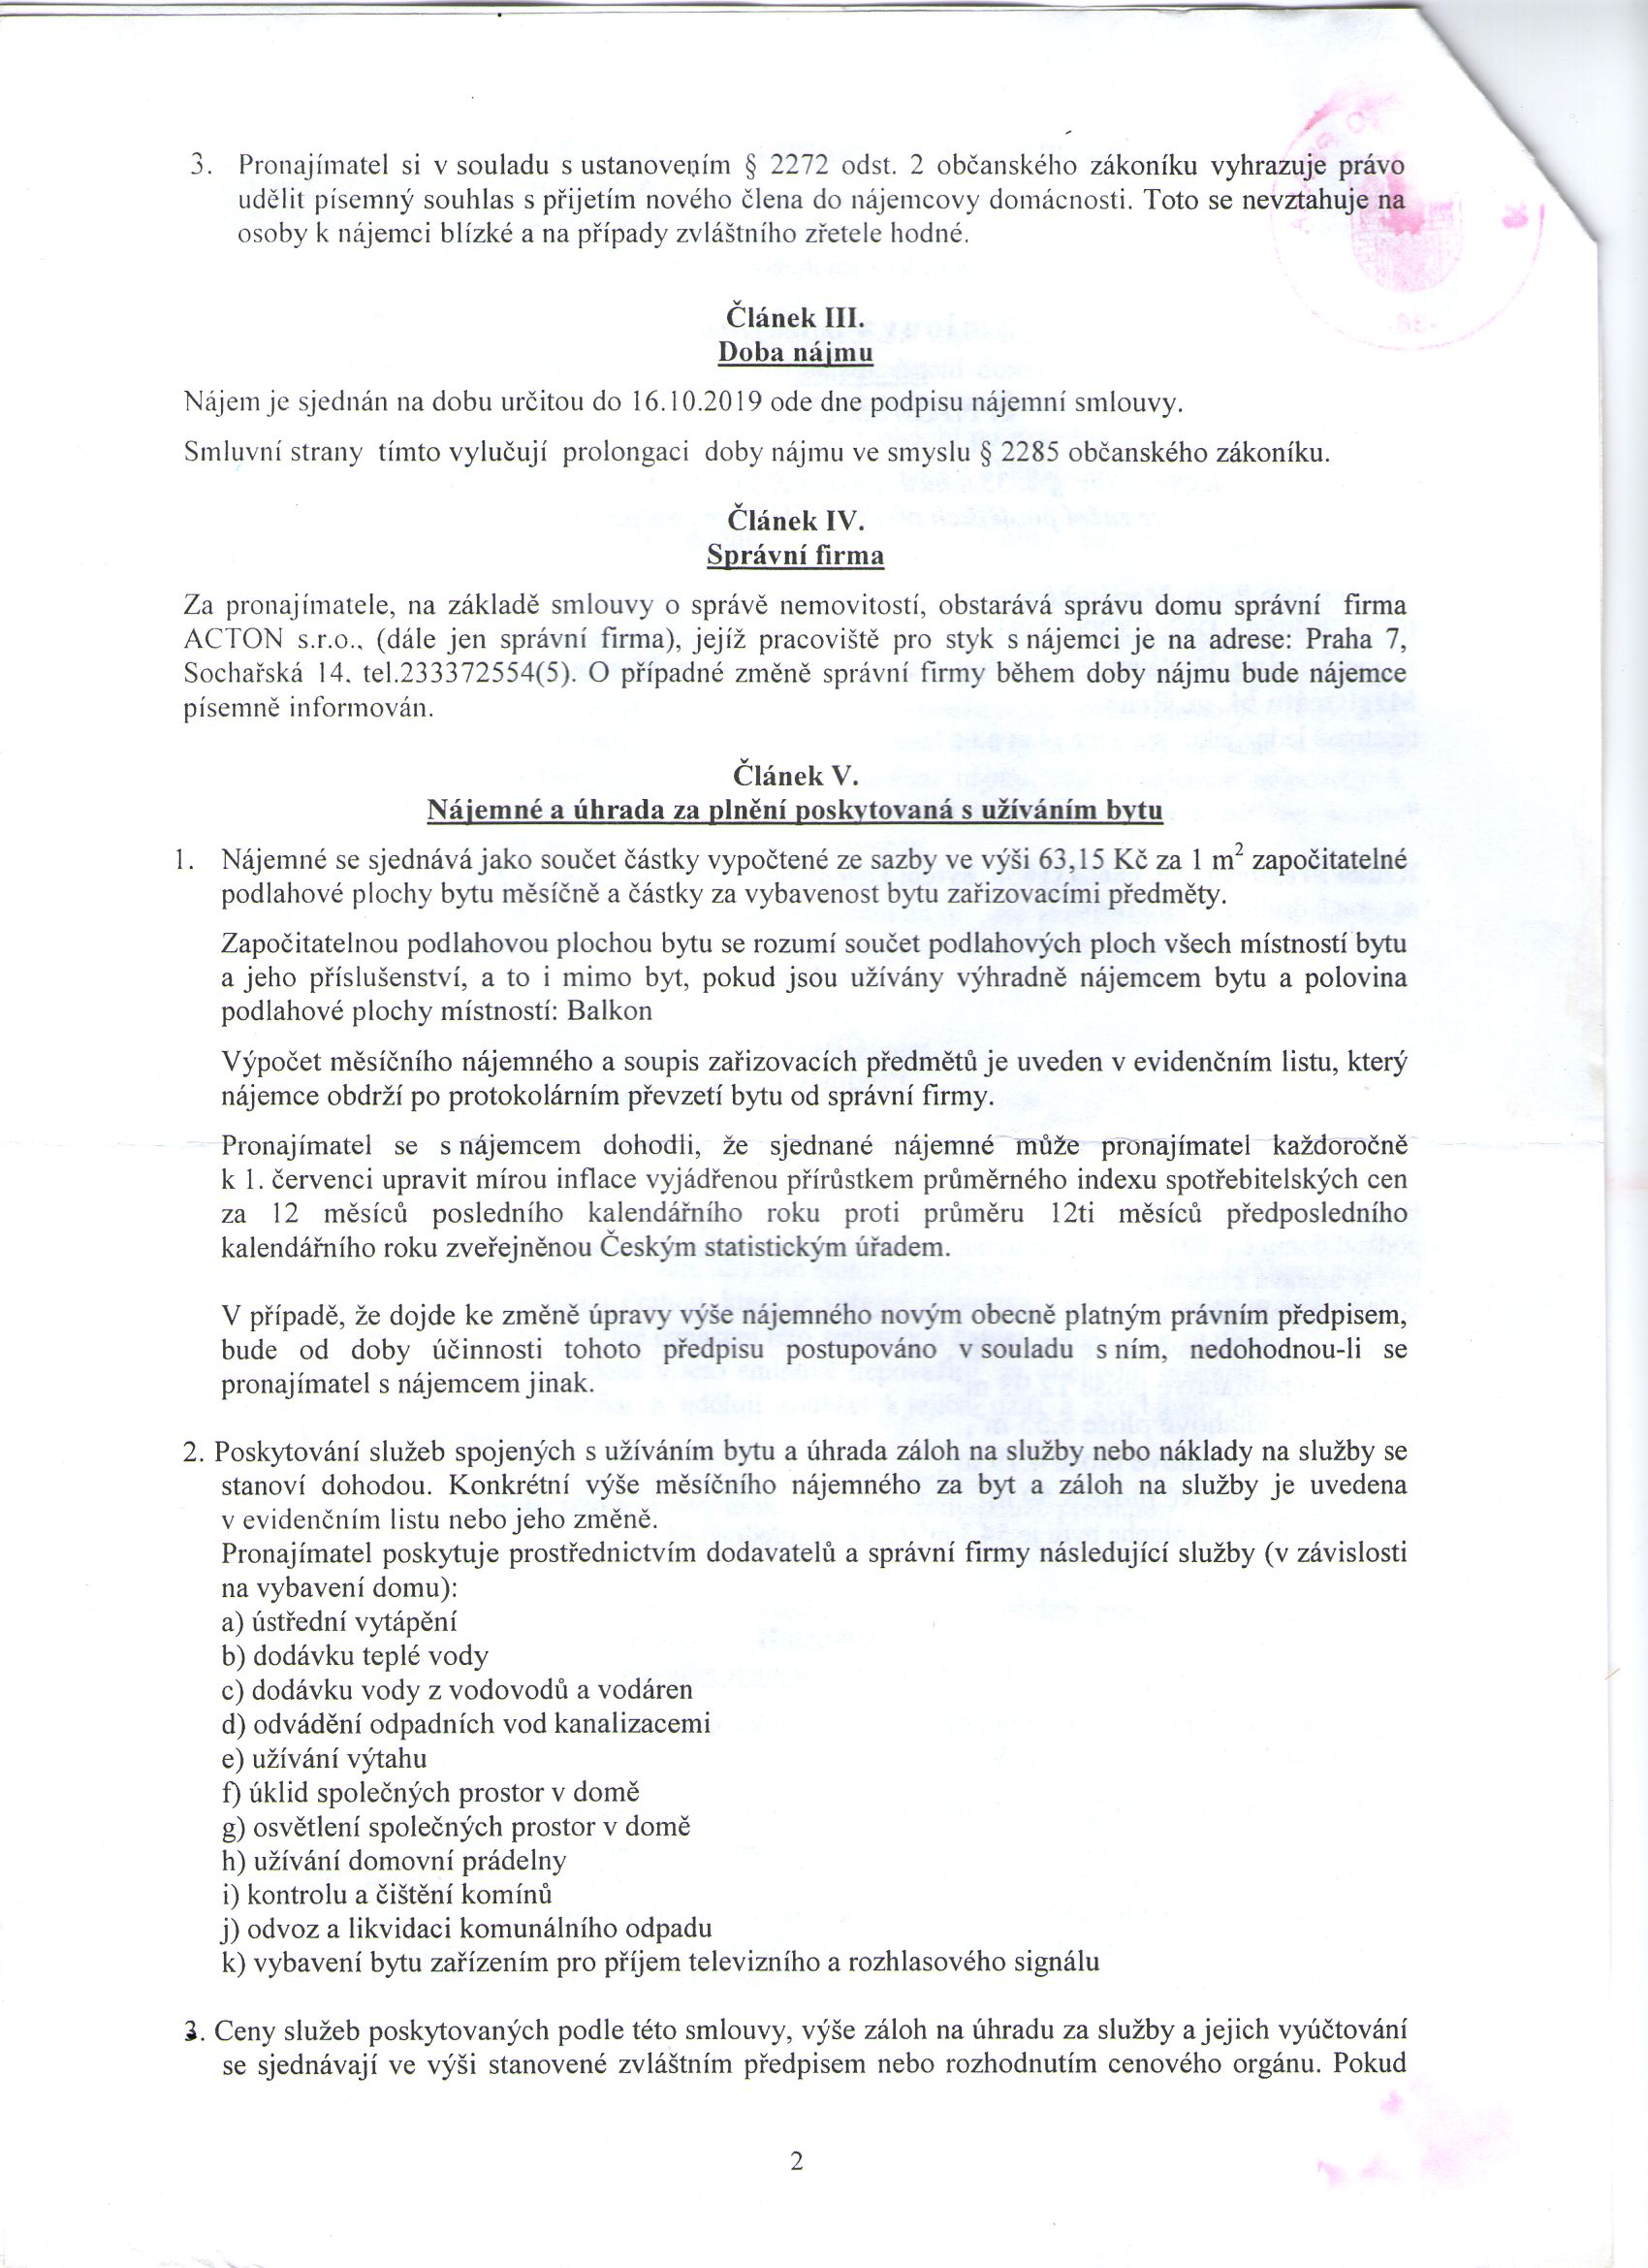 3. Pronajímatel si v souladu s ustanovením § 2272 odst. 2 občanského zákoníku vyhrazuje právo
udělit písemný souhlas s přijetím nového člena do nájemcovy domácnosti. Toto se nevztahuje na
osoby k nájemci blízké a na případy zvláštního zřetele hodné.
Článek III.
Doba nájmu
Nájem je sjednán na dobu určitou do 16.10.2019 ode dne podpisu nájemní smlouvy.
Smluvní strany tímto vylučují prolongaci doby nájmu ve smyslu § 2285 občanského zákoníku.
Článek IV.
Správní firma
Za pronajímatele, na základě smlouvy o správě nemovitostí, obstarává správu domu správní firma
ACTON s.r.o., (dále jen správní firma), jejíž pracoviště pro styk s nájemci je na adrese: Praha 7,
Sochařská 14, tel.233372554(5). O případné změně správní firmy během doby nájmu bude nájemce
písemně informován.
Článek V.
Nájemné a úhrada za plnění poskytovaná s užíváním bytu
1. Nájemné se sjednává jako součet částky vypočtené ze sazby ve výši 63,15 Kč za 1 m² započitatelné
podlahové plochy bytu měsíčně a částky za vybavenost bytu zařizovacími předměty.
Započitatelnou podlahovou plochou bytu se rozumí součet podlahových ploch všech místností bytu
a jeho příslušenství, a to i mimo byt, pokud jsou užívány výhradně nájemcem bytu a polovina
podlahové plochy místností: Balkon
Výpočet měsíčního nájemného a soupis zařizovacích předmětů je uveden v evidenčním listu, který
nájemce obdrží po protokolárním převzetí bytu od správní firmy.
Pronajímatel se s nájemcem dohodli, že sjednané nájemné může pronajímatel každoročně
k 1. červenci upravit mírou inflace vyjádřenou přírůstkem průměrného indexu spotřebitelských cen
za 12 měsíců posledního kalendářního roku proti průměru 12ti měsíců předposledního
kalendářního roku zveřejněnou Českým statistickým úřadem.
V případě, že dojde ke změně úpravy výše nájemného novým obecně platným právním předpisem,
bude od doby účinnosti tohoto předpisu postupováno v souladu s ním, nedohodnou-li se
pronajímatel s nájemcem jinak.
2. Poskytování služeb spojených s užíváním bytu a úhrada záloh na služby nebo náklady na služby se
stanoví dohodou. Konkrétní výše měsíčního nájemného za byt a záloh na služby je uvedena
v evidenčním listu nebo jeho změně.
Pronajímatel poskytuje prostřednictvím dodavatelů a správní firmy následující služby (v závislosti
na vybavení domu):
a) ústřední vytápění
b) dodávku teplé vody
c) dodávku vody z vodovodů a vodáren
d) odvádění odpadních vod kanalizacemi
e) užívání výtahu
f) úklid společných prostor v domě
g) osvětlení společných prostor v domě
h) užívání domovní prádelny
i) kontrolu a čištění komínů
j) odvoz a likvidaci komunálního odpadu
k) vybavení bytu zařízením pro příjem televizního a rozhlasového signálu
3. Ceny služeb poskytovaných podle této smlouvy, výše záloh na úhradu za služby a jejich vyúčtování
se sjednávají ve výši stanovené zvláštním předpisem nebo rozhodnutím cenového orgánu. Pokud
2